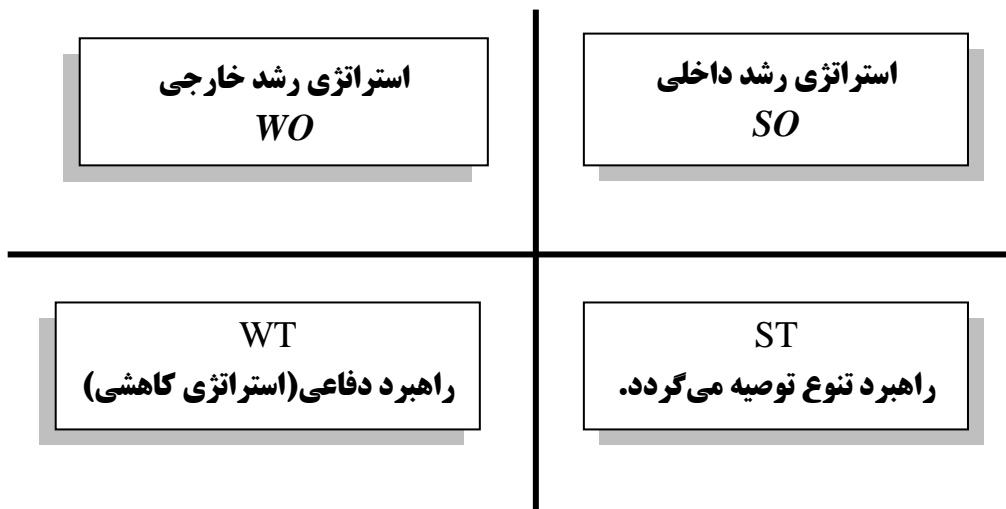 استراتژی رشد داخلی
SO
استراتژی رشد خارجی
WO
ST
راهبرد تنوع توصیه می‌گردد.
WT
راهبرد دفاعی(استراتژی کاهشی)